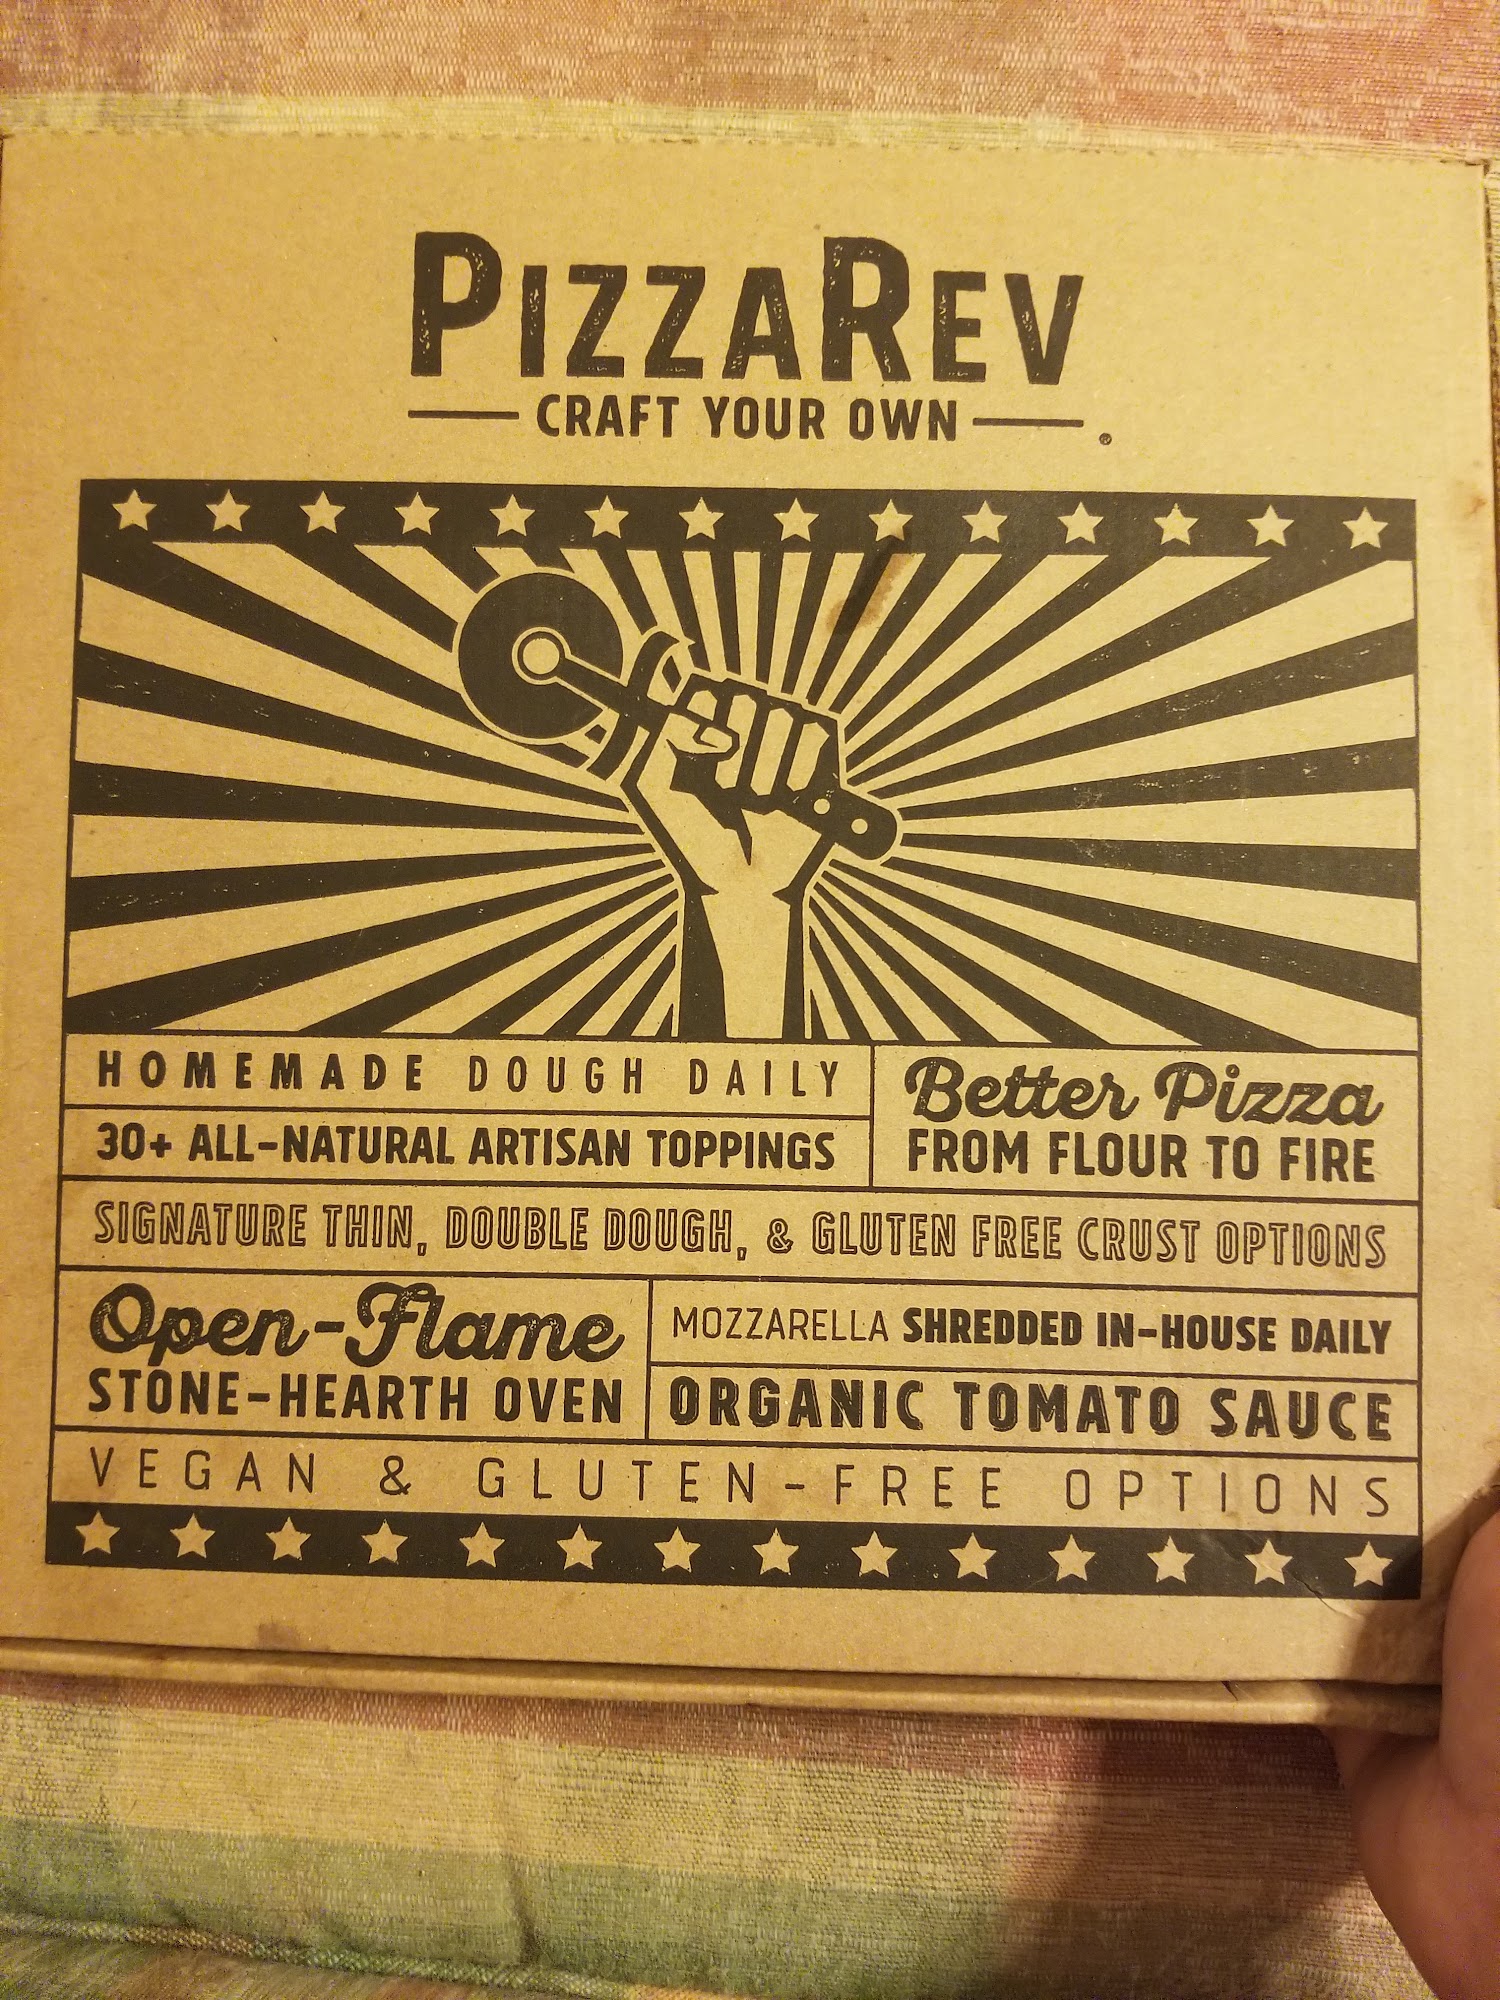 PIZZAREV
CRAFT YOUR OWN
HOMEMADE DOUGH DAILY
30+ ALL-NATURAL ARTISAN TOPPINGS
Better Pizza
FROM FLOUR TO FIRE
SIGNATURE THIN, DOUBLE DOUGH, & GLUTEN FREE CRUST OPTIONS
Open-Flame
STONE-HEARTH OVEN
MOZZARELLA SHREDDED IN-HOUSE DAILY
ORGANIC TOMATO SAUCE
VEGAN & GLUTEN-FREE OPTIONS